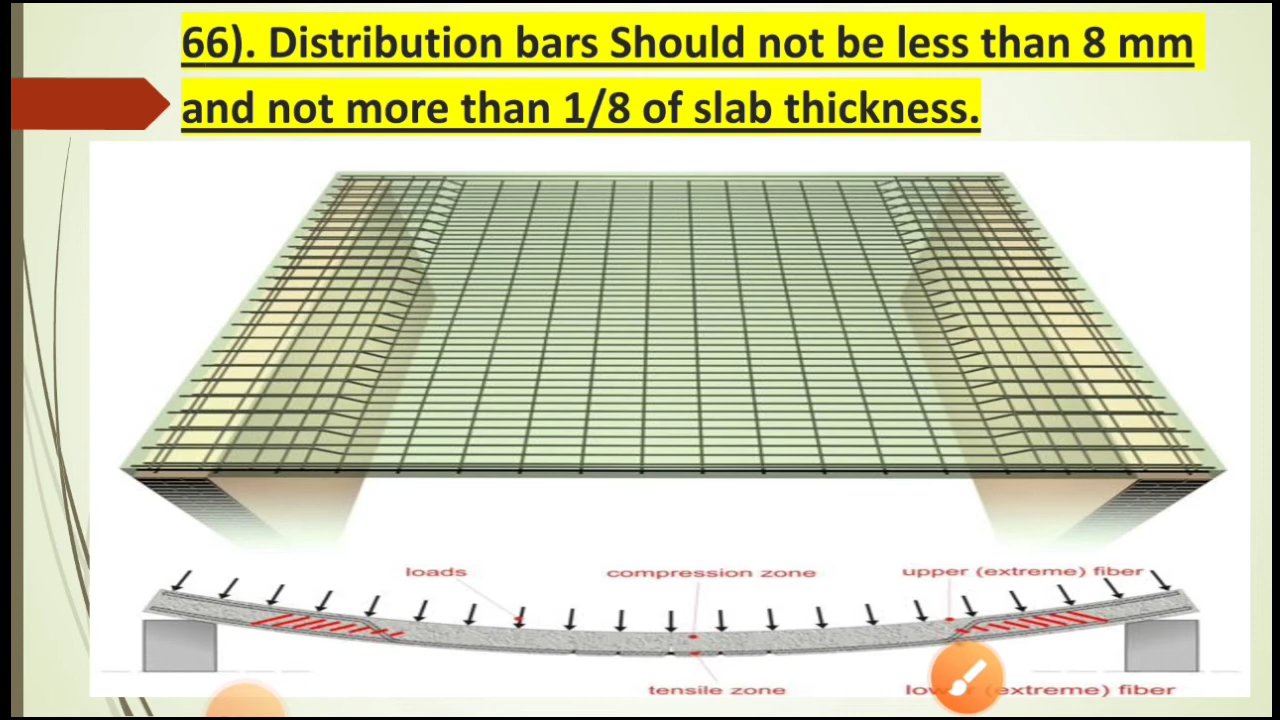 66). Distribution bars Should not be less than 8 mm
and not more than 1/8 of slab thickness.
loads
compression zone
upper (extreme) fiber
tensile zone
(extreme) fiber